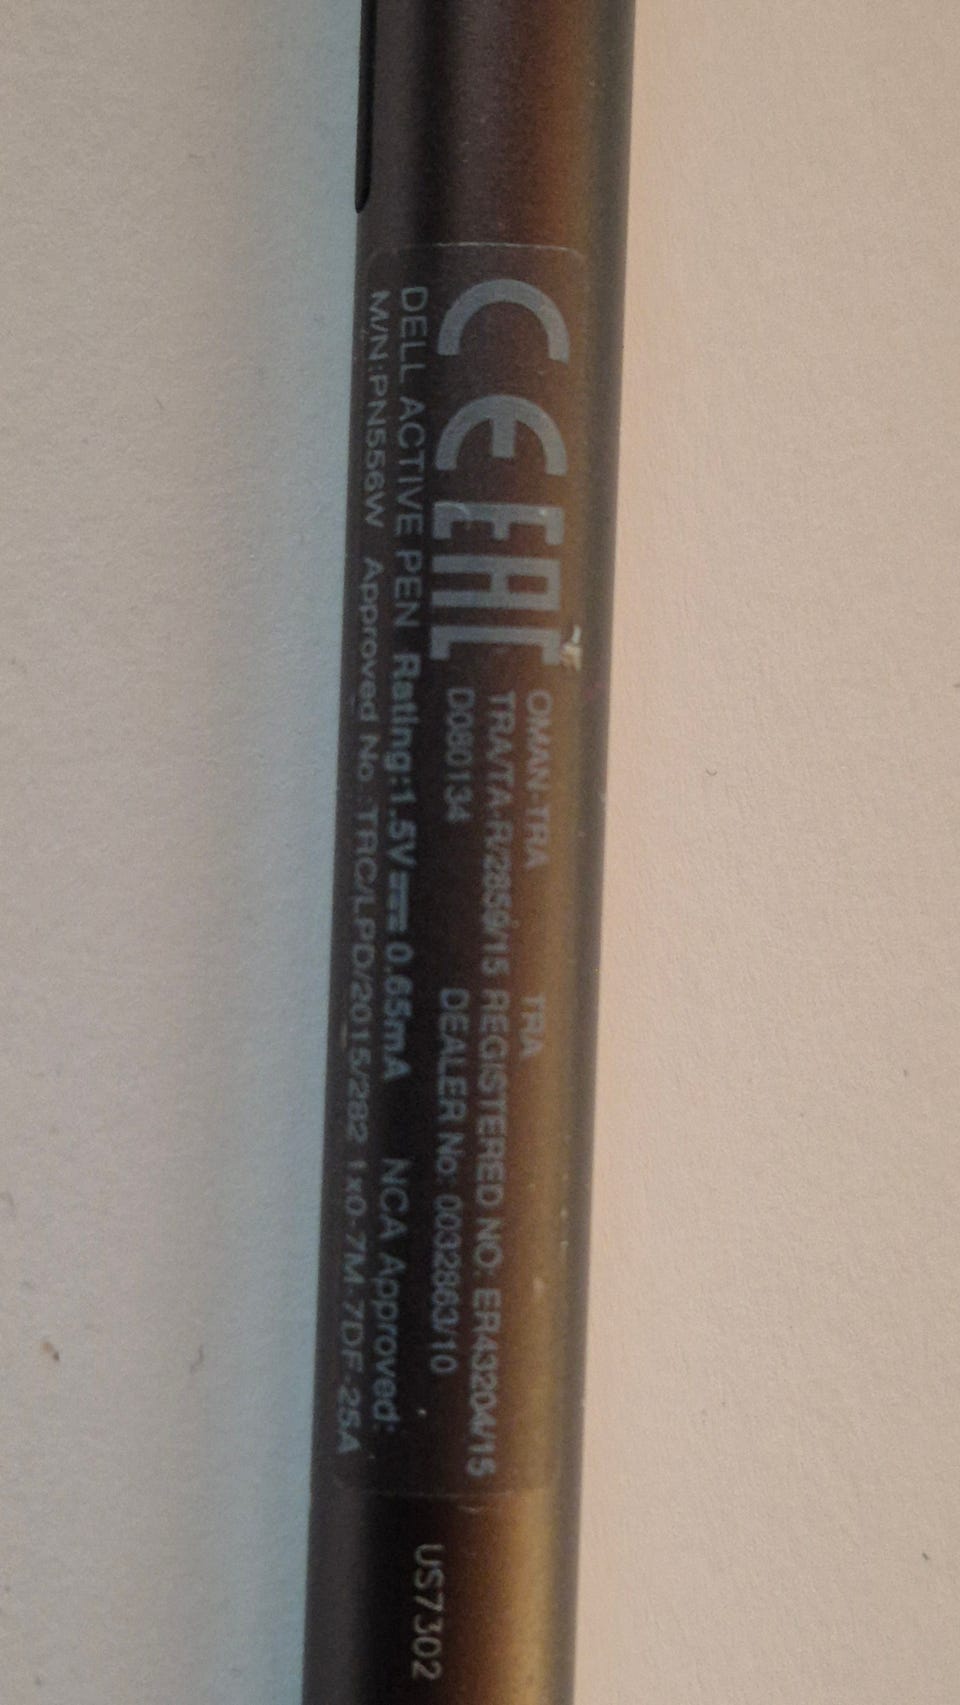 CE EAC
OMAN-TRA TRA
TRA/TA-R/2859/15 REGISTERED NO: ER43204/15
D080134 DEALER No: 0032863/10
DELL ACTIVE PEN Rating:1.5V⎓0.65mA NCA Approved:
M/N:PN556W Approved No.:TRC/LPD/2015/282 1x0-7M-7DF-25A
US7302